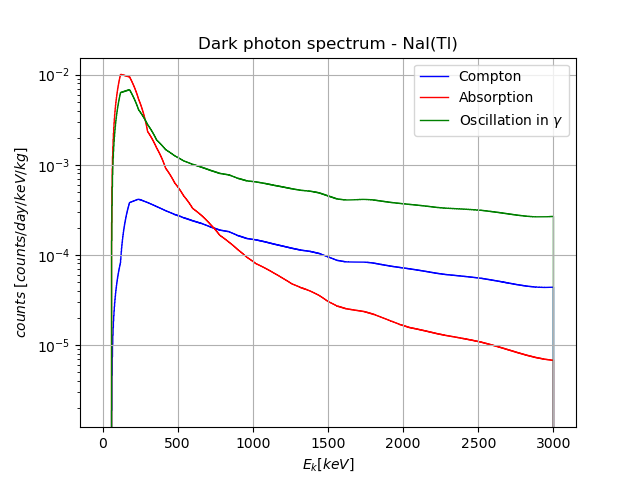 Dark photon spectrum - NaI(Tl)
10⁻²
10⁻³
10⁻⁴
10⁻⁵
counts [counts/day/keV/kg]
Compton
Absorption
Oscillation in γ
0 500 1000 1500 2000 2500 3000
E_k[keV]